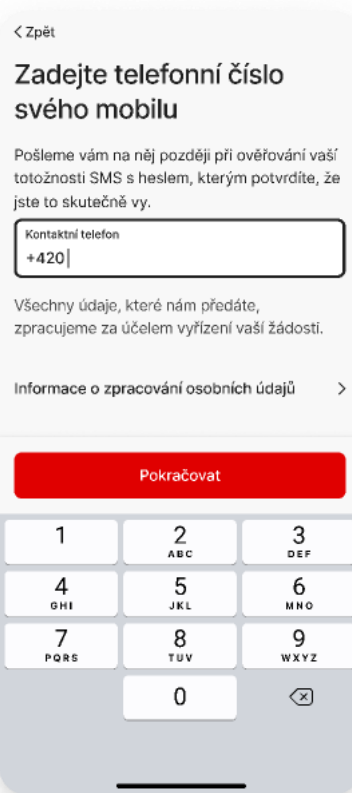 Zpět
Zadejte telefonní číslo
svého mobilu
Pošleme vám na něj později při ověřování vaší
totožnosti SMS s heslem, kterým potvrdíte, že
jste to skutečně vy.
Kontaktní telefon
+420
Všechny údaje, které nám předáte,
zpracujeme za účelem vyřízení vaší žádosti.
Informace o zpracování osobních údajů
Pokračovat
1 2 3
ABC DEF
4 5 6
GHI JKL MNO
7 8 9
PQRS TUV WXYZ
0